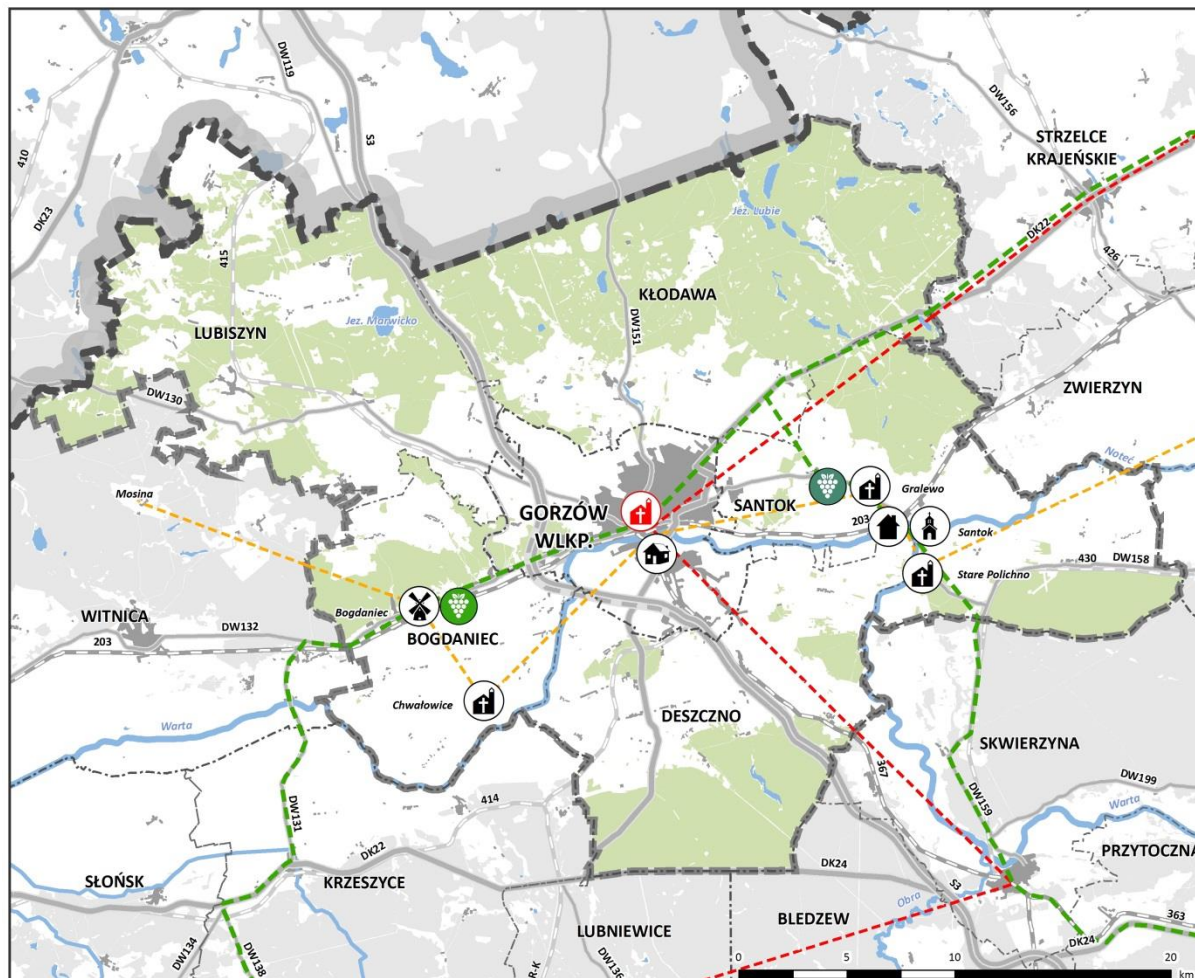 DW119
DW156
S3
410
STRZELCE
KRAJEŃSKIE
DK23
DK22
Jez. Lubie
415
426
KŁODAWA
Jez. Marwicko
DW151
LUBISZYN
ZWIERZYN
DW130
Noteć
Mosina
GORZÓW
WLKP.
SANTOK
Gralewo
203
Santok
Stare Polichno
430
DW158
WITNICA
Bogdaniec
DW132
203
BOGDANIEC
Chwałowice
DESZCZNO
Warta
SKWIERZYNA
367
DW199
DW159
Warta
414
DW131
DK22
PRZYTOCZNA
SŁOŃSK
KRZESZYCE
DK24
S3
Obra
BLEDZEW
363
LUBNIEWICE
DK24
DW134
DW138
R-K
DW136
0 5 10 20
km